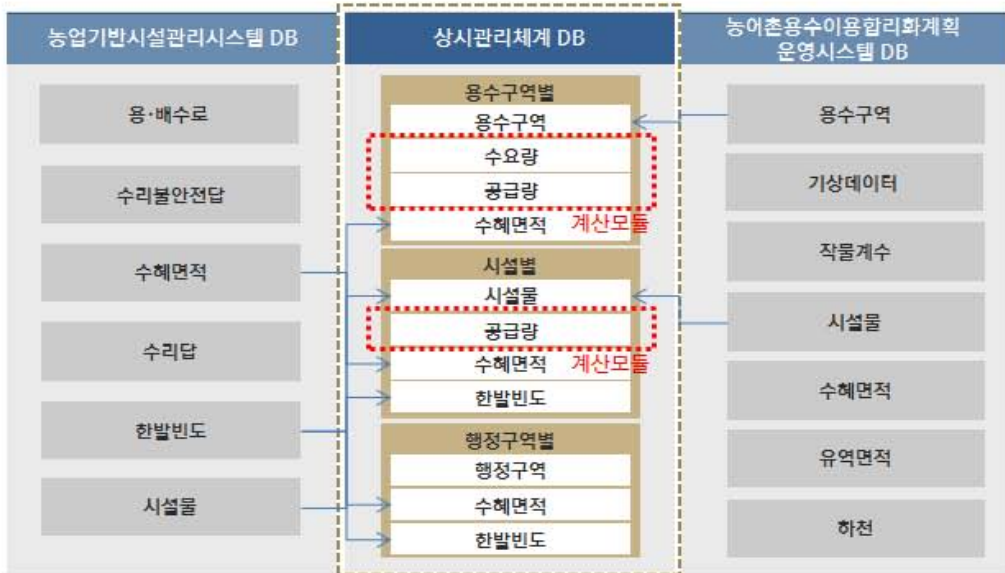 농업기반시설관리시스템 DB
용·배수로
수리불안전답
수혜면적
수리답
한발빈도
시설물
상시관리체계 DB
용수구역별
용수구역
수요량
공급량
수혜면적 계산모듈
시설별
시설물
공급량
수혜면적 계산모듈
한발빈도
행정구역별
행정구역
수혜면적
한발빈도
농어촌용수이용합리화계획
운영시스템 DB
용수구역
기상데이터
작물계수
시설물
수혜면적
유역면적
하천